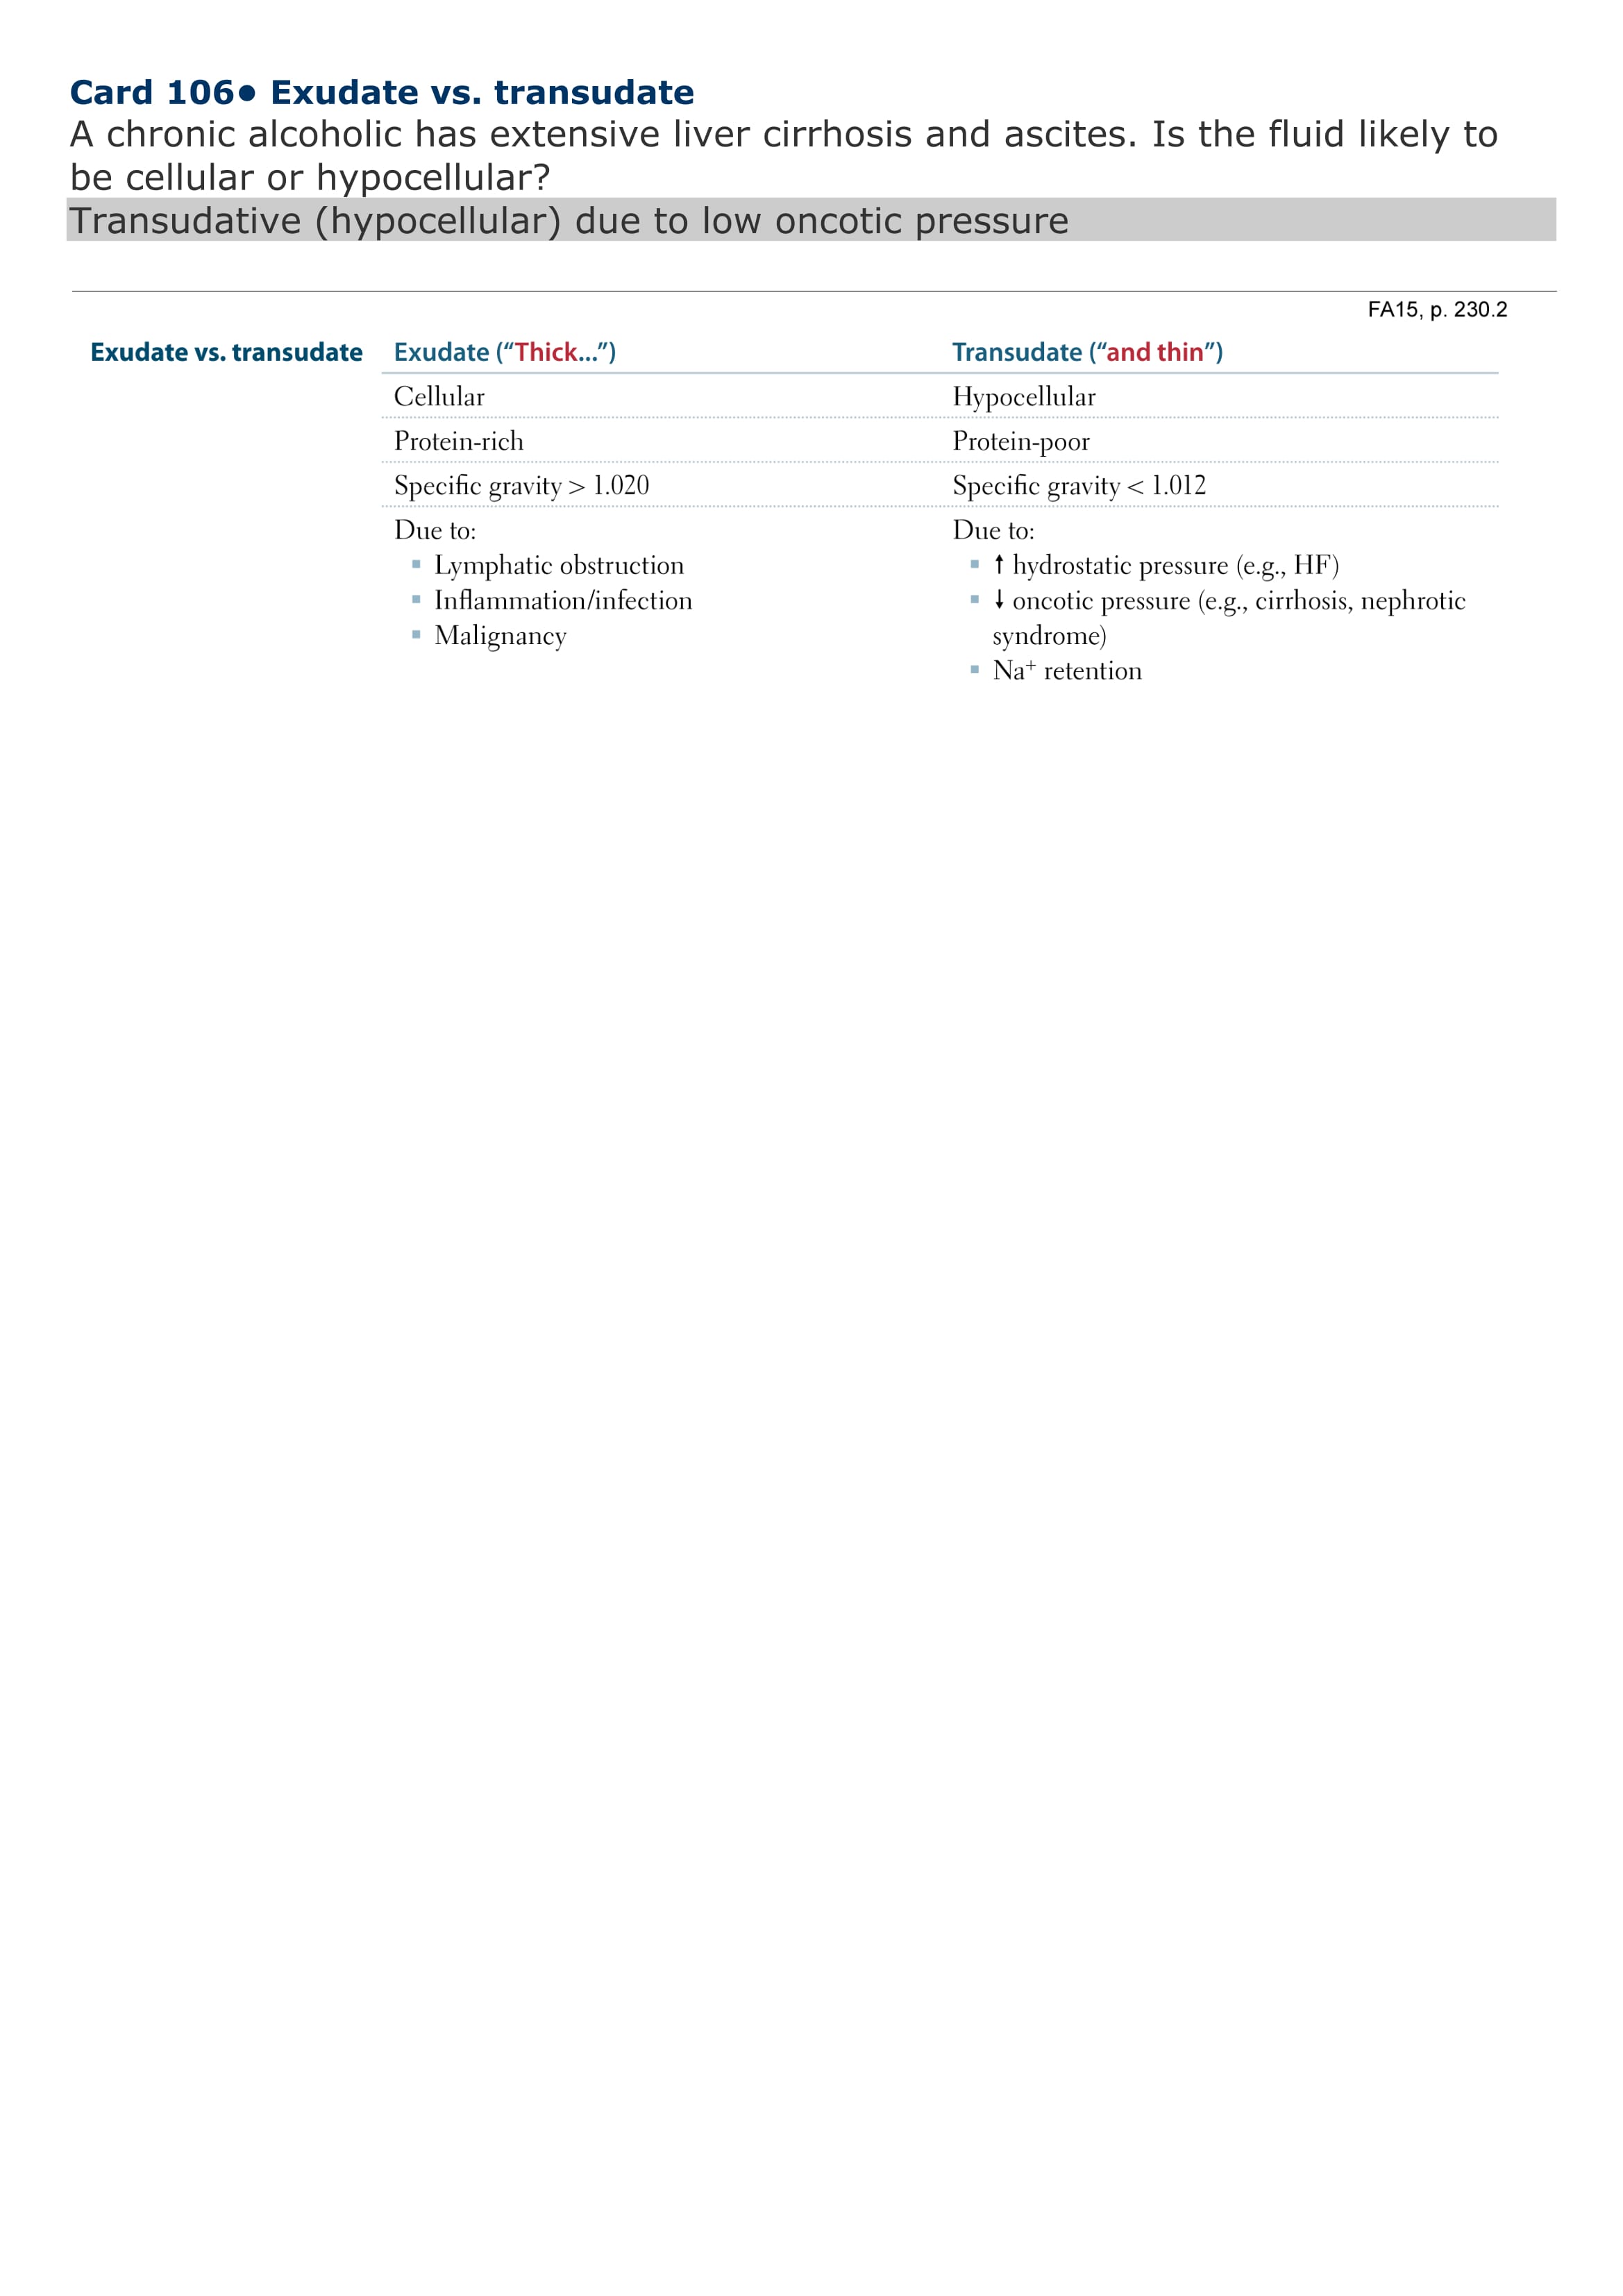 Card 106• Exudate vs. transudate
A chronic alcoholic has extensive liver cirrhosis and ascites. Is the fluid likely to
be cellular or hypocellular?
Transudative (hypocellular) due to low oncotic pressure
FA15, p. 230.2
Exudate vs. transudate Exudate (“Thick...”) Transudate (“and thin”)
Cellular Hypocellular
Protein-rich Protein-poor
Specific gravity > 1.020 Specific gravity < 1.012
Due to: Due to:
▪ Lymphatic obstruction ▪ ↑ hydrostatic pressure (e.g., HF)
▪ Inflammation/infection ▪ ↓ oncotic pressure (e.g., cirrhosis, nephrotic
▪ Malignancy syndrome)
▪ Na⁺ retention